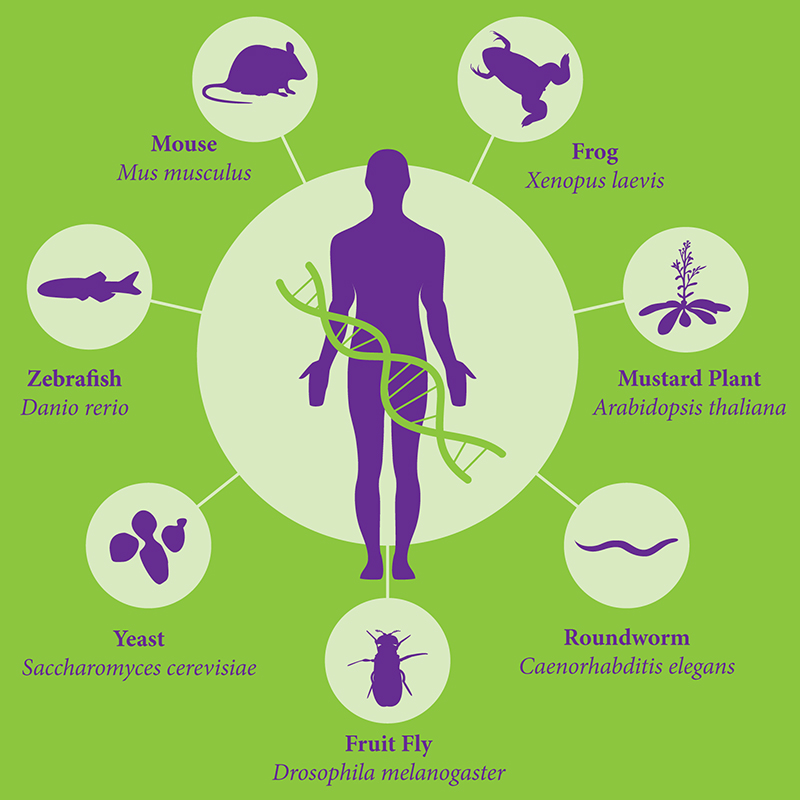 Mouse
Mus musculus
Frog
Xenopus laevis
Zebrafish
Danio rerio
Mustard Plant
Arabidopsis thaliana
Yeast
Saccharomyces cerevisiae
Roundworm
Caenorhabditis elegans
Fruit Fly
Drosophila melanogaster